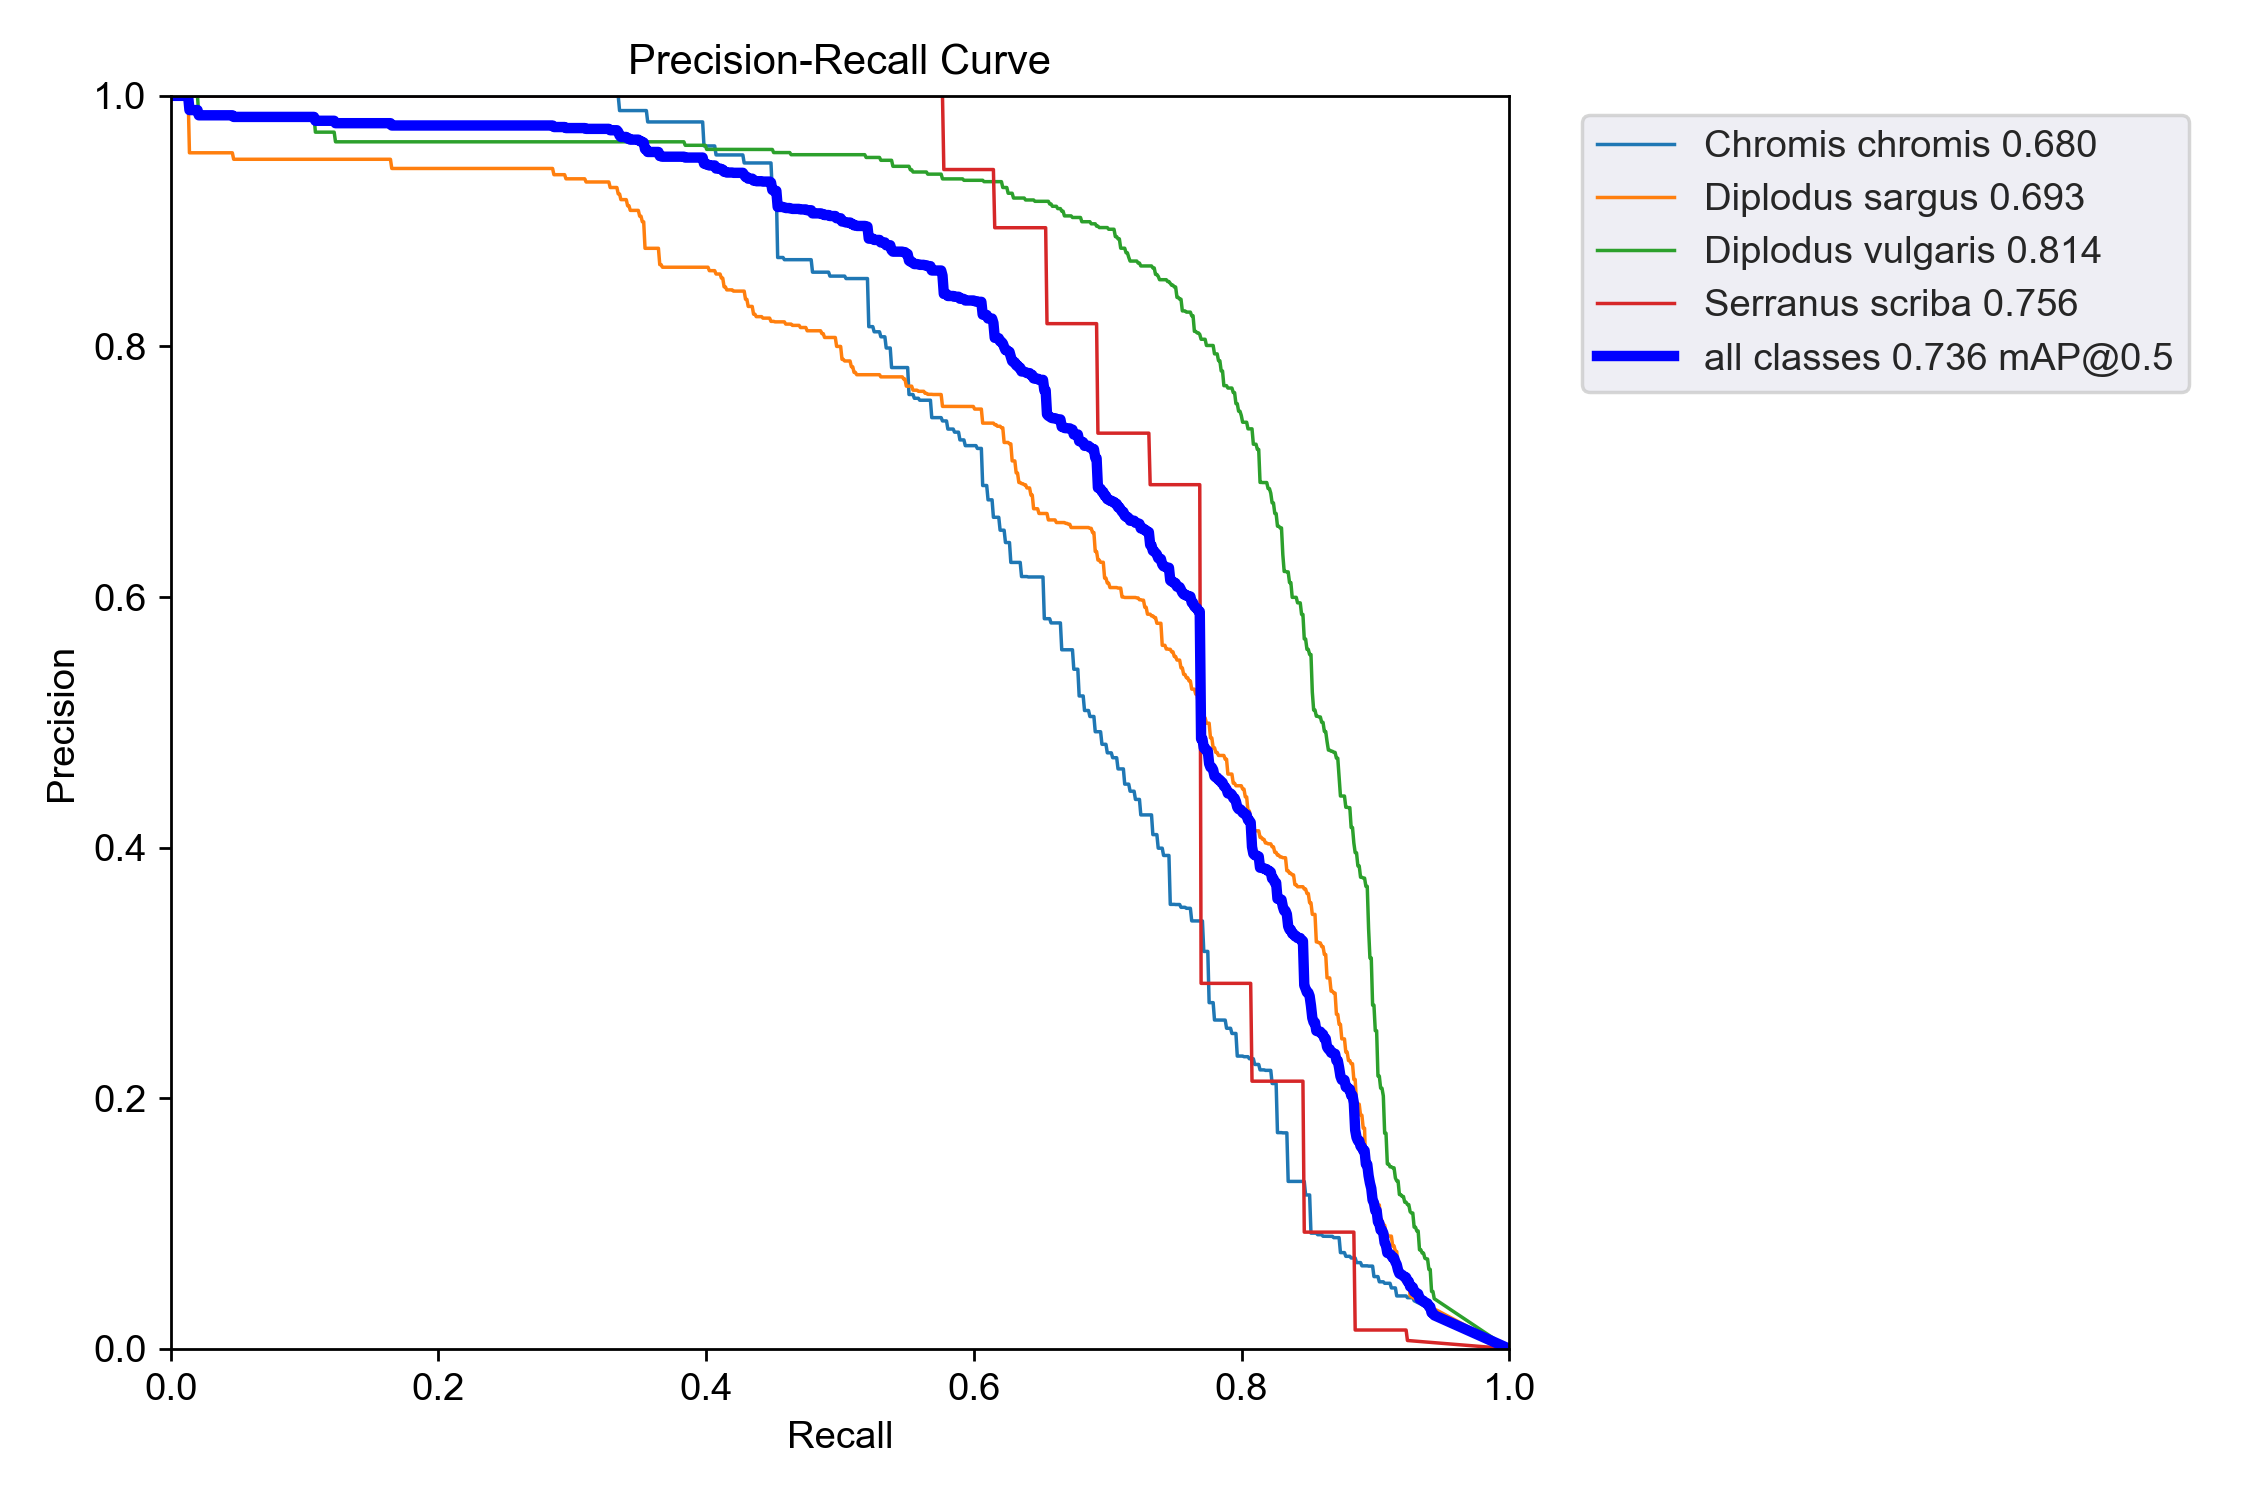 Precision-Recall Curve
1.0
0.8
0.6
0.4
0.2
0.0
Precision
0.0 0.2 0.4 0.6 0.8 1.0
Recall
Chromis chromis 0.680
Diplodus sargus 0.693
Diplodus vulgaris 0.814
Serranus scriba 0.756
all classes 0.736 mAP@0.5